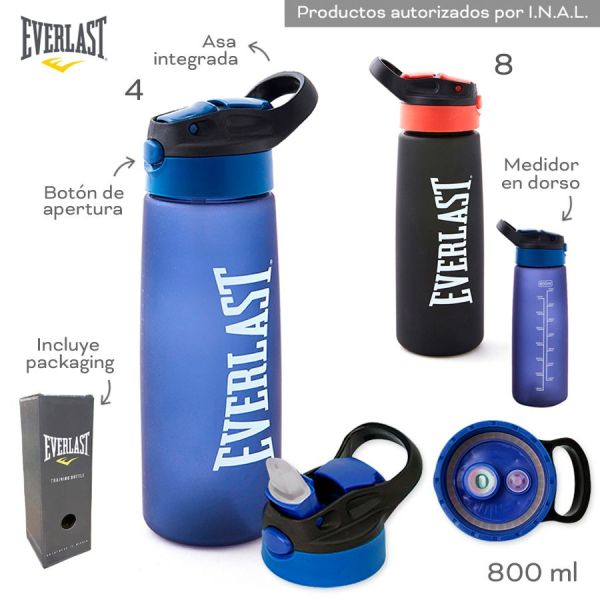 EVERLAST
Productos autorizados por I.N.A.L.
Asa
integrada
4
8
Botón de
apertura
EVERLAST
EVERLAST
Medidor
en dorso
Incluye
packaging
EVERLAST
TRAINING BOTTLE
800 ml